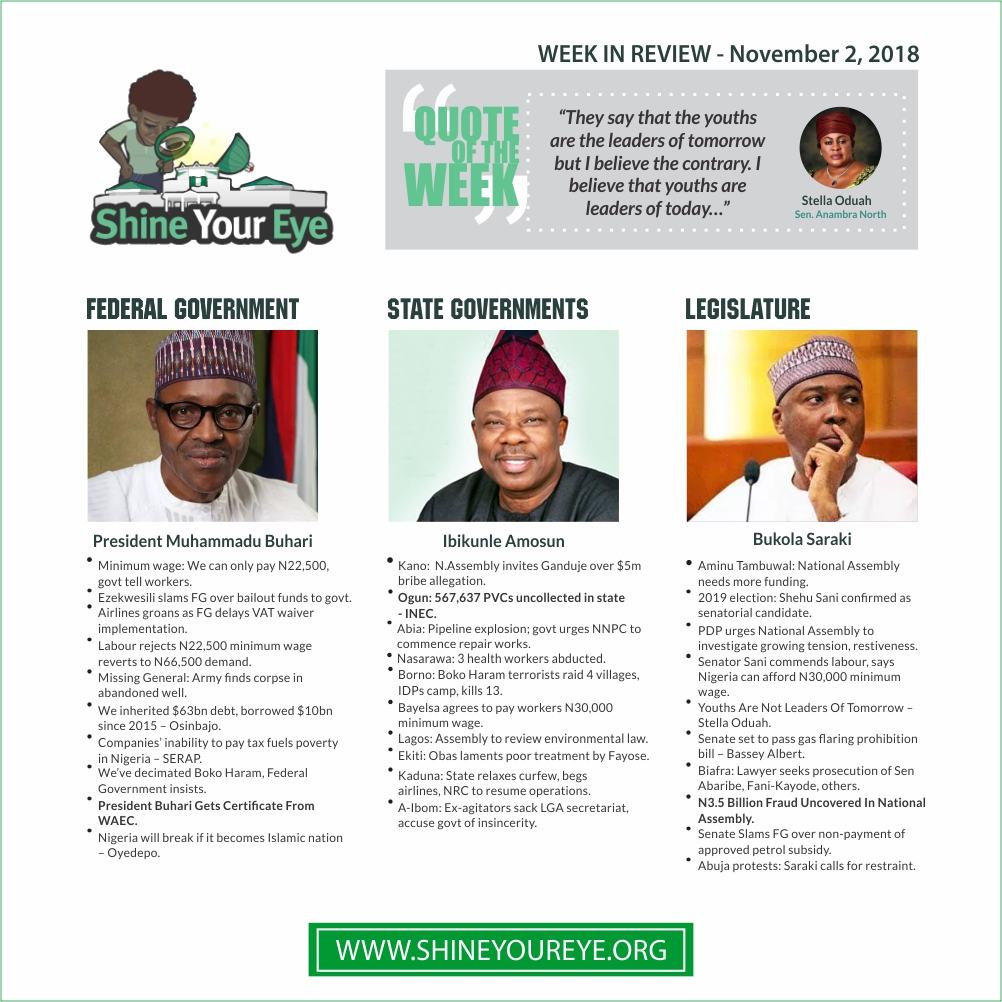 WEEK IN REVIEW - November 2, 2018
Shine Your Eye
QUOTE
OF THE
WEEK
“They say that the youths
are the leaders of tomorrow
but I believe the contrary. I
believe that youths are
leaders of today...”
Stella Oduah
Sen. Anambra North
FEDERAL GOVERNMENT
President Muhammadu Buhari
• Minimum wage: We can only pay N22,500,
govt tell workers.
• Ezekwesili slams FG over bailout funds to govt.
• Airlines groans as FG delays VAT waiver
implementation.
• Labour rejects N22,500 minimum wage
reverts to N66,500 demand.
• Missing General: Army finds corpse in
abandoned well.
• We inherited $63bn debt, borrowed $10bn
since 2015 – Osinbajo.
• Companies’ inability to pay tax fuels poverty
in Nigeria – SERAP.
• We’ve decimated Boko Haram, Federal
Government insists.
• President Buhari Gets Certificate From
WAEC.
• Nigeria will break if it becomes Islamic nation
– Oyedepo.
STATE GOVERNMENTS
Ibikunle Amosun
• Kano: N.Assembly invites Ganduje over $5m
bribe allegation.
• Ogun: 567,637 PVCs uncollected in state
- INEC.
• Abia: Pipeline explosion; govt urges NNPC to
commence repair works.
• Nasarawa: 3 health workers abducted.
• Borno: Boko Haram terrorists raid 4 villages,
IDPs camp, kills 13.
• Bayelsa agrees to pay workers N30,000
minimum wage.
• Lagos: Assembly to review environmental law.
• Ekiti: Obas laments poor treatment by Fayose.
• Kaduna: State relaxes curfew, begs
airlines, NRC to resume operations.
• A-Ibom: Ex-agitators sack LGA secretariat,
accuse govt of insincerity.
LEGISLATURE
Bukola Saraki
• Aminu Tambuwal: National Assembly
needs more funding.
• 2019 election: Shehu Sani confirmed as
senatorial candidate.
• PDP urges National Assembly to
investigate growing tension, restiveness.
• Senator Sani commends labour, says
Nigeria can afford N30,000 minimum
wage.
• Youths Are Not Leaders Of Tomorrow –
Stella Oduah.
• Senate set to pass gas flaring prohibition
bill – Bassey Albert.
• Biafra: Lawyer seeks prosecution of Sen
Abaribe, Fani-Kayode, others.
• N3.5 Billion Fraud Uncovered In National
Assembly.
• Senate Slams FG over non-payment of
approved petrol subsidy.
• Abuja protests: Saraki calls for restraint.
WWW.SHINEYOUREYE.ORG